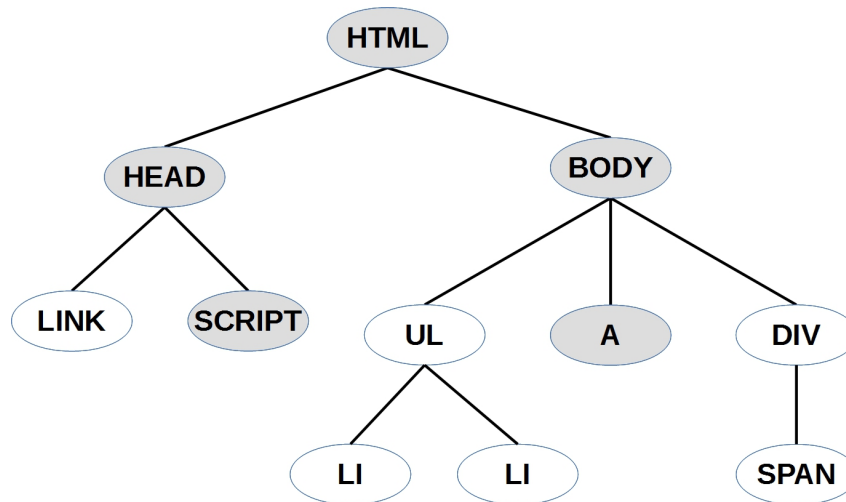 HTML
HEAD
BODY
LINK
SCRIPT
UL
A
DIV
LI
LI
SPAN